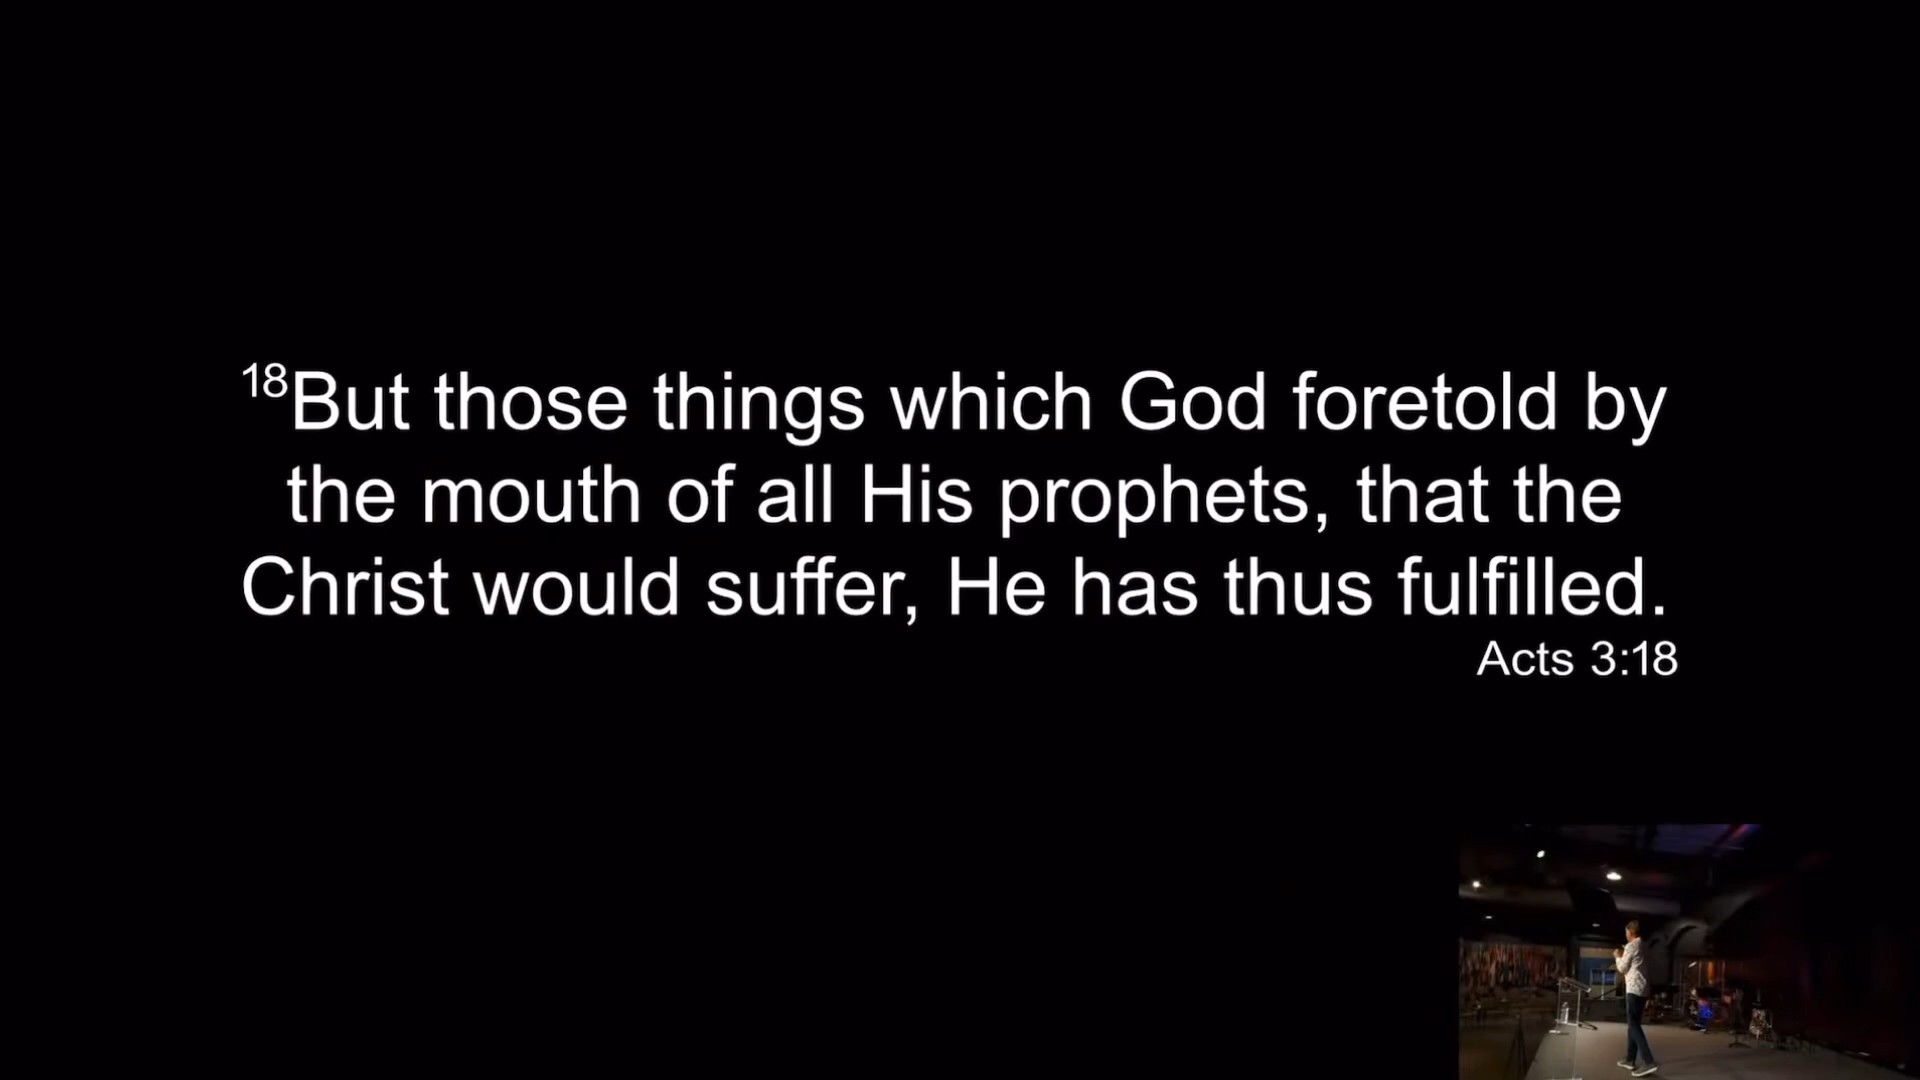 18But those things which God foretold by
the mouth of all His prophets, that the
Christ would suffer, He has thus fulfilled.
Acts 3:18